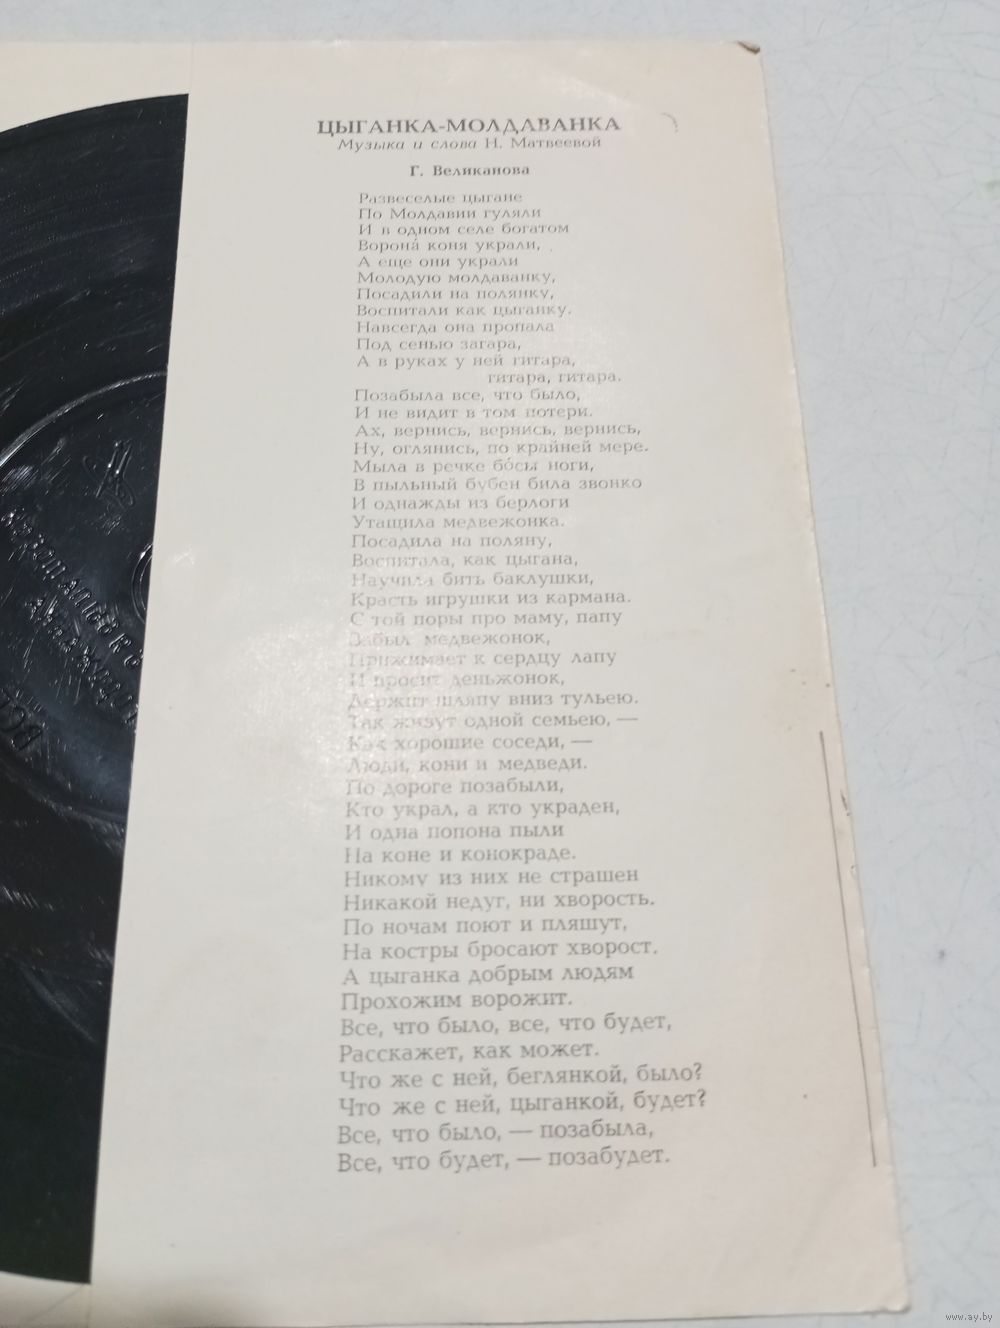 ЦЫГАНКА-МОЛДАВАНКА
Музыка и слова Н. Матвеевой
Г. Великанова
Развеселые цыгане
По Молдавии гуляли
И в одном селе богатом
Ворона́ коня украли,
А еще они украли
Молодую молдаванку,
Посадили на полянку,
Воспитали как цыганку.
Навсегда она пропала
Под сенью загара,
А в руках у ней гитара,
гитара, гитара.
Позабыла все, что было,
И не видит в том потери.
Ах, вернись, вернись, вернись,
Ну, оглянись, по крайней мере.
Мыла в речке бо́сы ноги,
В пыльный бубен била звонко
И однажды из берлоги
Утащила медвежонка.
Посадила на поляну,
Воспитала, как цыгана,
Научила бить баклушки,
Красть игрушки из кармана.
С той поры про маму, папу
Забыл медвежонок,
Прижимает к сердцу лапу
И просит деньжонок,
Держит шляпу вниз тульею.
Так живут одной семьею, —
Как хорошие соседи, —
Люди, кони и медведи.
По дороге позабыли,
Кто украл, а кто украден,
И одна попона пыли
На коне и конокраде.
Никому из них не страшен
Никакой недуг, ни хворость.
По ночам поют и пляшут,
На костры бросают хворост.
А цыганка добрым людям
Прохожим ворожит.
Все, что было, все, что будет,
Расскажет, как может.
Что же с ней, беглянкой, было?
Что же с ней, цыганкой, будет?
Все, что было, — позабыла,
Все, что будет, — позабудет.
www.ay.by